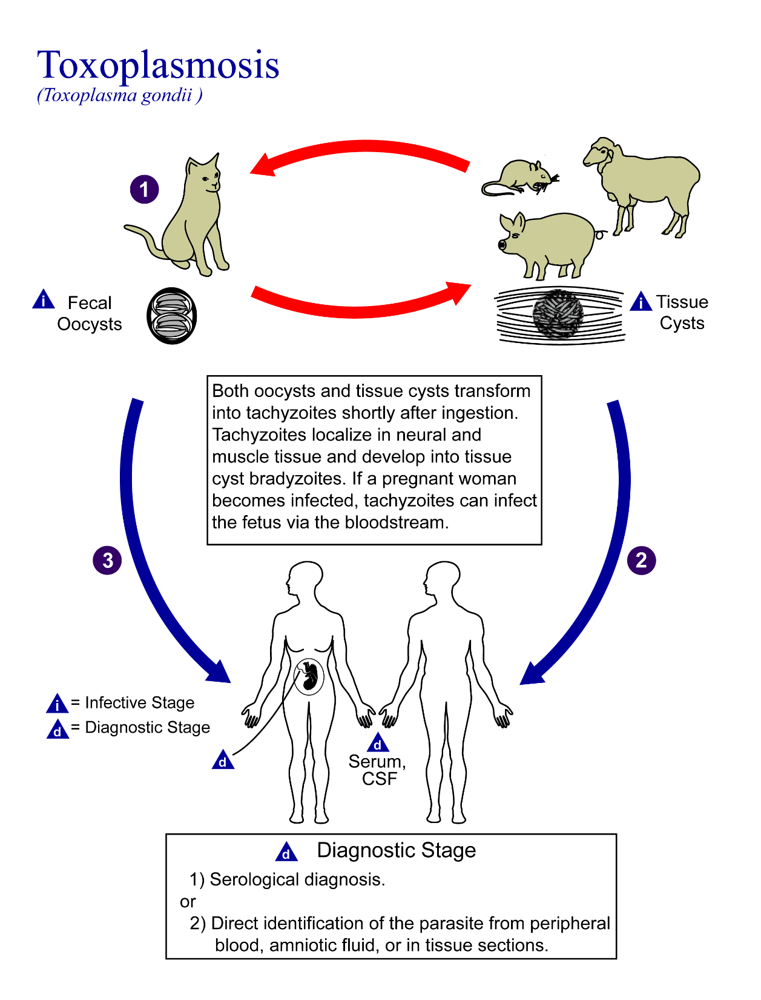 Toxoplasmosis
(Toxoplasma gondii )
1
i Fecal
Oocysts
i Tissue
Cysts
Both oocysts and tissue cysts transform
into tachyzoites shortly after ingestion.
Tachyzoites localize in neural and
muscle tissue and develop into tissue
cyst bradyzoites. If a pregnant woman
becomes infected, tachyzoites can infect
the fetus via the bloodstream.
3
2
i = Infective Stage
d = Diagnostic Stage
d
d
Serum,
CSF
d Diagnostic Stage
1) Serological diagnosis.
or
2) Direct identification of the parasite from peripheral
blood, amniotic fluid, or in tissue sections.